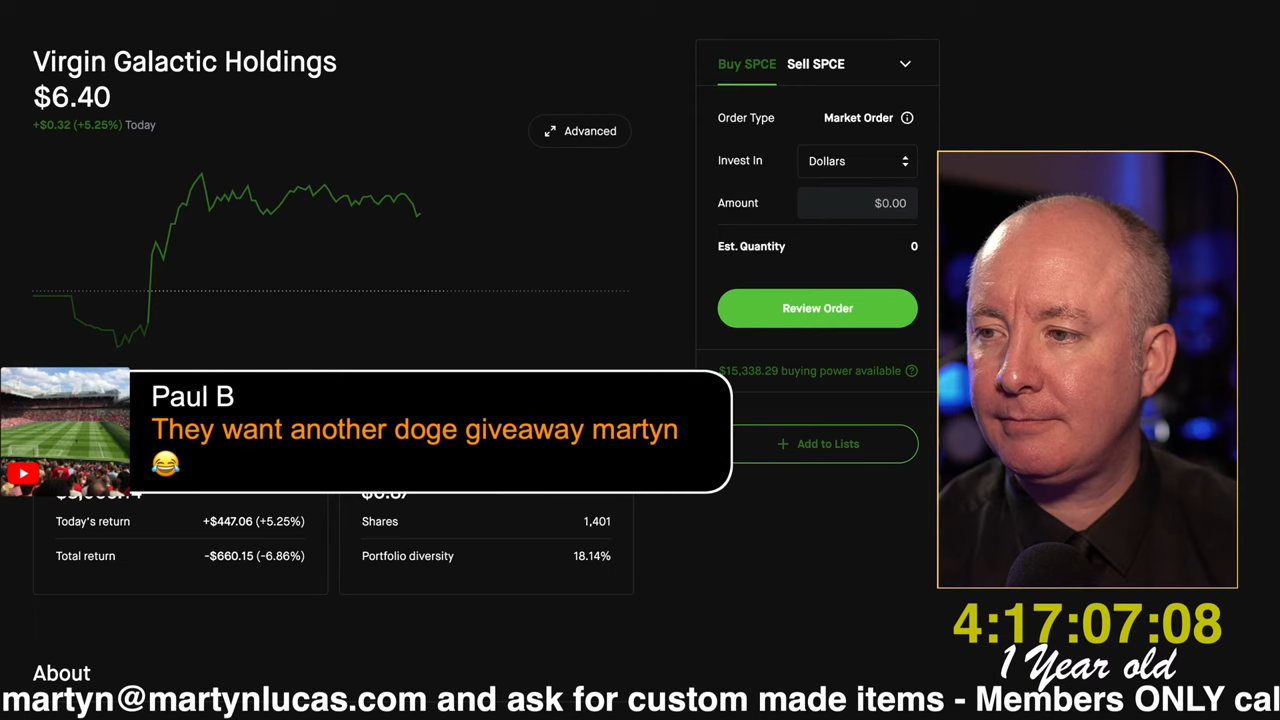 Virgin Galactic Holdings
$6.40
+$0.32 (+5.25%) Today
Advanced
Buy SPCE
Sell SPCE
Order Type
Market Order
Invest In
Dollars
Amount
$0.00
Est. Quantity
0
Review Order
$15,338.29 buying power available
Add to Lists
Paul B
They want another doge giveaway martyn
😂
Today's return
+$447.06 (+5.25%)
Total return
-$660.15 (-6.86%)
Shares
1,401
Portfolio diversity
18.14%
About
4:17:07:08
1 Year old
martyn@martynlucas.com and ask for custom made items - Members ONLY cal